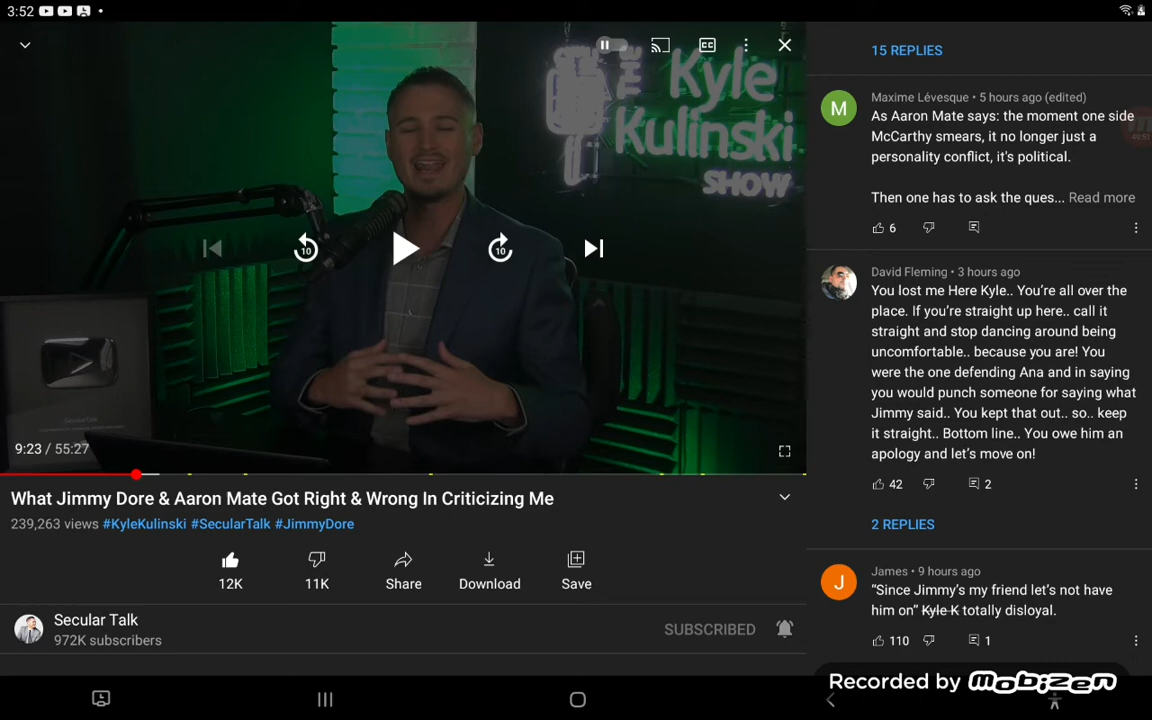 3:52
THE
Kyle
Kulinski
SHOW
CC
10
10
SecularTalk
9:23 / 55:27
What Jimmy Dore & Aaron Mate Got Right & Wrong In Criticizing Me
239,263 views #KyleKulinski #SecularTalk #JimmyDore
12K
11K
Share
Download
Save
Secular Talk
972K subscribers
SUBSCRIBED
15 REPLIES
M
Maxime Lévesque • 5 hours ago (edited)
As Aaron Mate says: the moment one side
McCarthy smears, it no longer just a
personality conflict, it's political.
Then one has to ask the ques... Read more
6
David Fleming • 3 hours ago
You lost me Here Kyle.. You're all over the
place. If you're straight up here.. call it
straight and stop dancing around being
uncomfortable.. because you are! You
were the one defending Ana and in saying
you would punch someone for saying what
Jimmy said.. You kept that out.. so.. keep
it straight.. Bottom line.. You owe him an
apology and let's move on!
42
2
2 REPLIES
J
James • 9 hours ago
“Since Jimmy's my friend let's not have
him on” Kyle K totally disloyal.
110
1
Recorded by mobizen